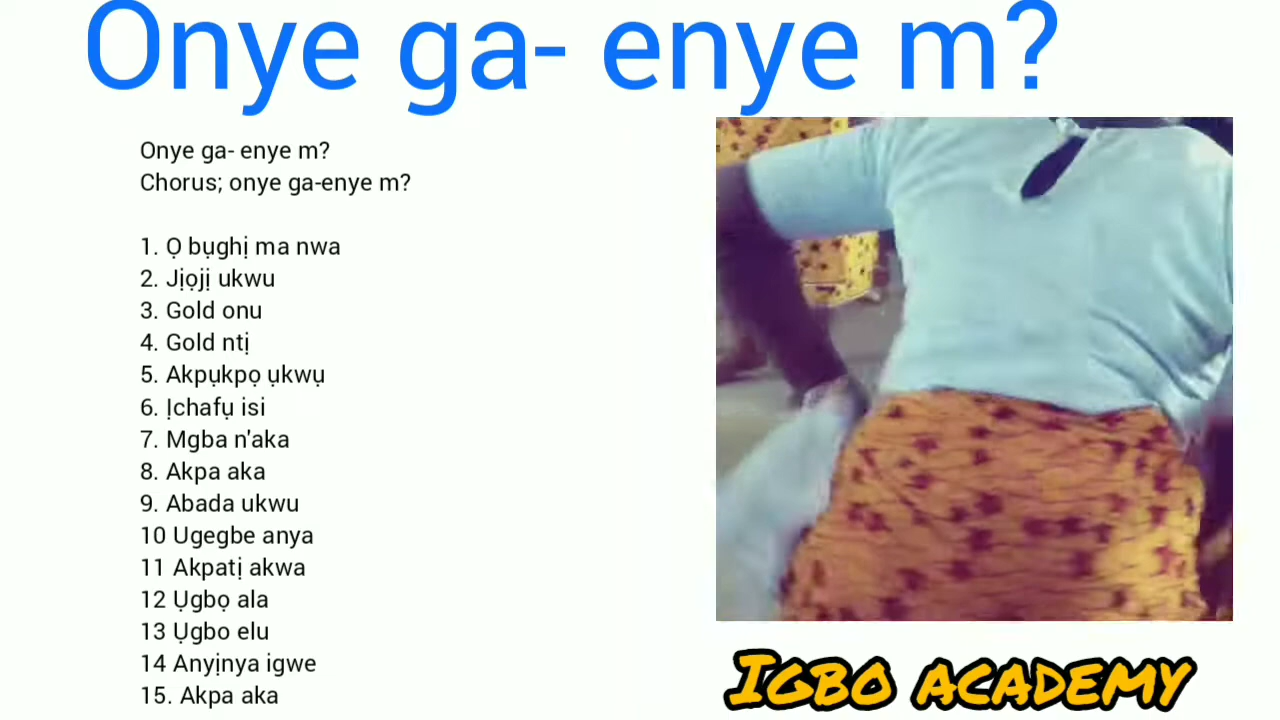 Onye ga- enye m?
Onye ga- enye m?
Chorus; onye ga-enye m?
1. Ọ bụghị ma nwa
2. Jịọjị ukwu
3. Gold onu
4. Gold ntị
5. Akpụkpọ ụkwụ
6. Ịchafụ isi
7. Mgba n'aka
8. Akpa aka
9. Abada ukwu
10 Ugegbe anya
11 Akpatị akwa
12 Ụgbọ ala
13 Ụgbo elu
14 Anyịnya igwe
15. Akpa aka
IGBO ACADEMY